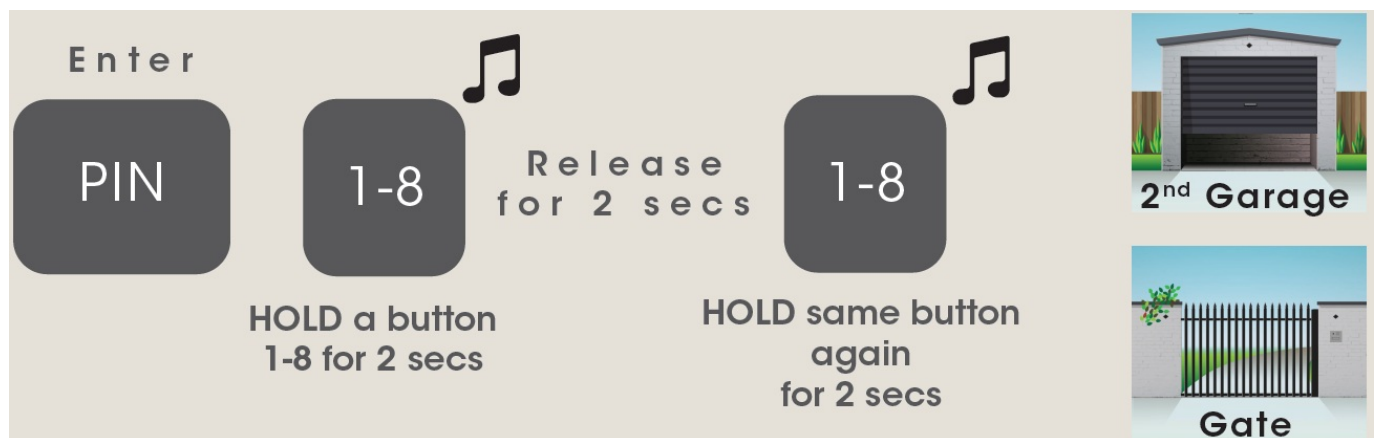 Enter
PIN
1-8
HOLD a button
1-8 for 2 secs
Release
for 2 secs
1-8
HOLD same button
again
for 2 secs
2nd Garage
Gate